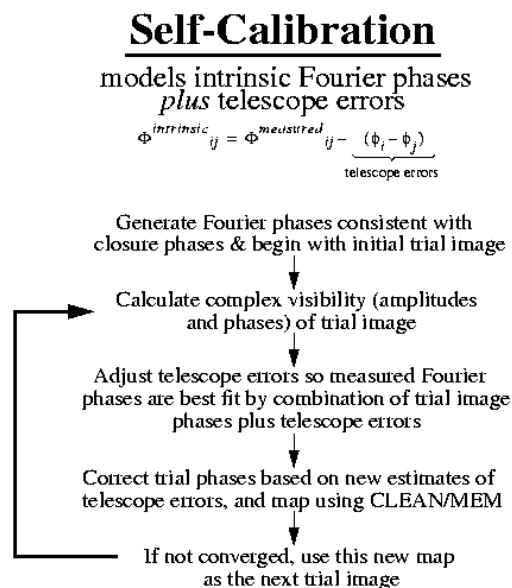 Self-Calibration
models intrinsic Fourier phases
plus telescope errors
Φ^intrinsic_ij = Φ^measured_ij − (ϕ_i − ϕ_j)
telescope errors
Generate Fourier phases consistent with
closure phases & begin with initial trial image
Calculate complex visibility (amplitudes
and phases) of trial image
Adjust telescope errors so measured Fourier
phases are best fit by combination of trial image
phases plus telescope errors
Correct trial phases based on new estimates of
telescope errors, and map using CLEAN/MEM
If not converged, use this new map
as the next trial image